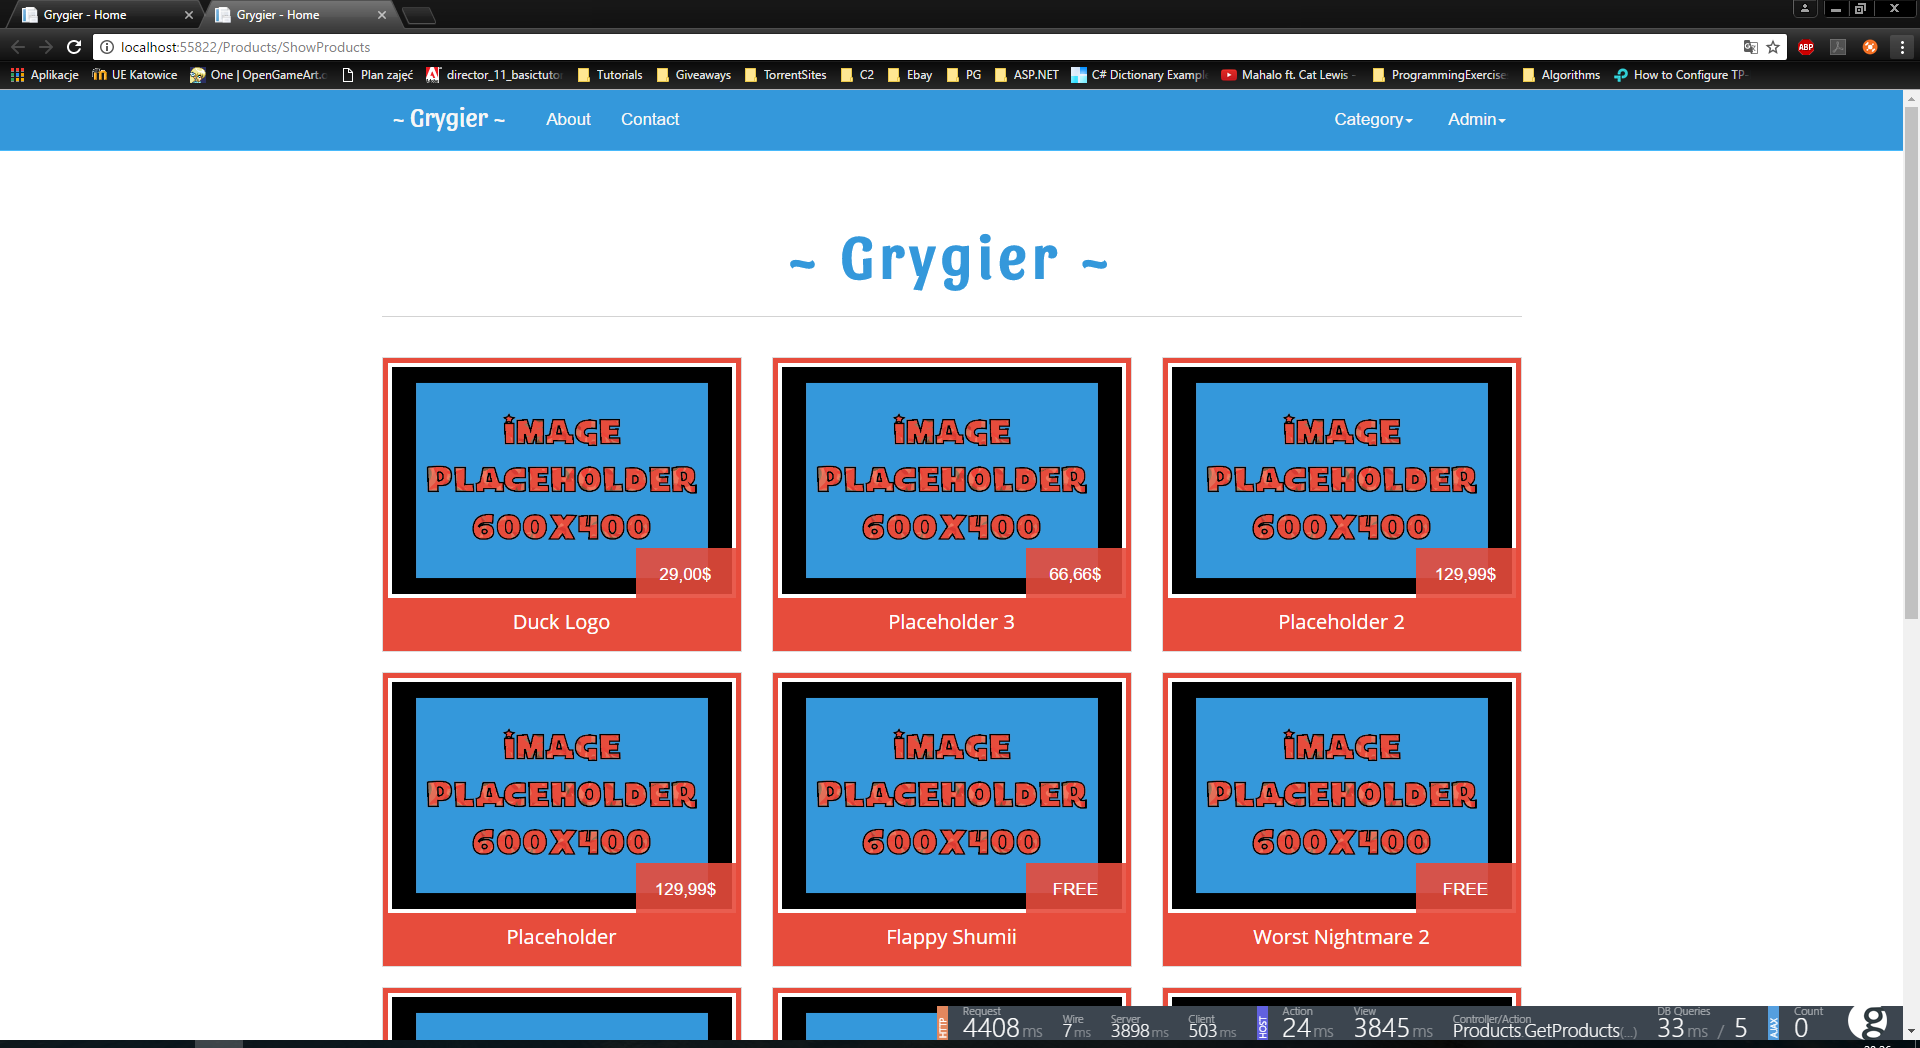 Grygier - Home
Grygier - Home
localhost:55822/Products/ShowProducts
ABP
Aplikacje
UE Katowice
One | OpenGameArt.o
Plan zajęć
director_11_basictutor
Tutorials
Giveaways
TorrentSites
C2
Ebay
PG
ASP.NET
C# Dictionary Example
Mahalo ft. Cat Lewis -
ProgrammingExercise
Algorithms
How to Configure TP-
~ Grygier ~
About
Contact
Category
Admin
~ Grygier ~
IMAGE
PLACEHOLDER
600X400
29,00$
Duck Logo
IMAGE
PLACEHOLDER
600X400
66,66$
Placeholder 3
IMAGE
PLACEHOLDER
600X400
129,99$
Placeholder 2
IMAGE
PLACEHOLDER
600X400
129,99$
Placeholder
IMAGE
PLACEHOLDER
600X400
FREE
Flappy Shumii
IMAGE
PLACEHOLDER
600X400
FREE
Worst Nightmare 2
HTTP
Request
4408 ms
Wire
7 ms
Server
3898 ms
Client
503 ms
HOST
Action
24 ms
View
3845 ms
Controller/Action
Products.GetProducts(...)
DB Queries
33 ms / 5
AJAX
Count
0
g